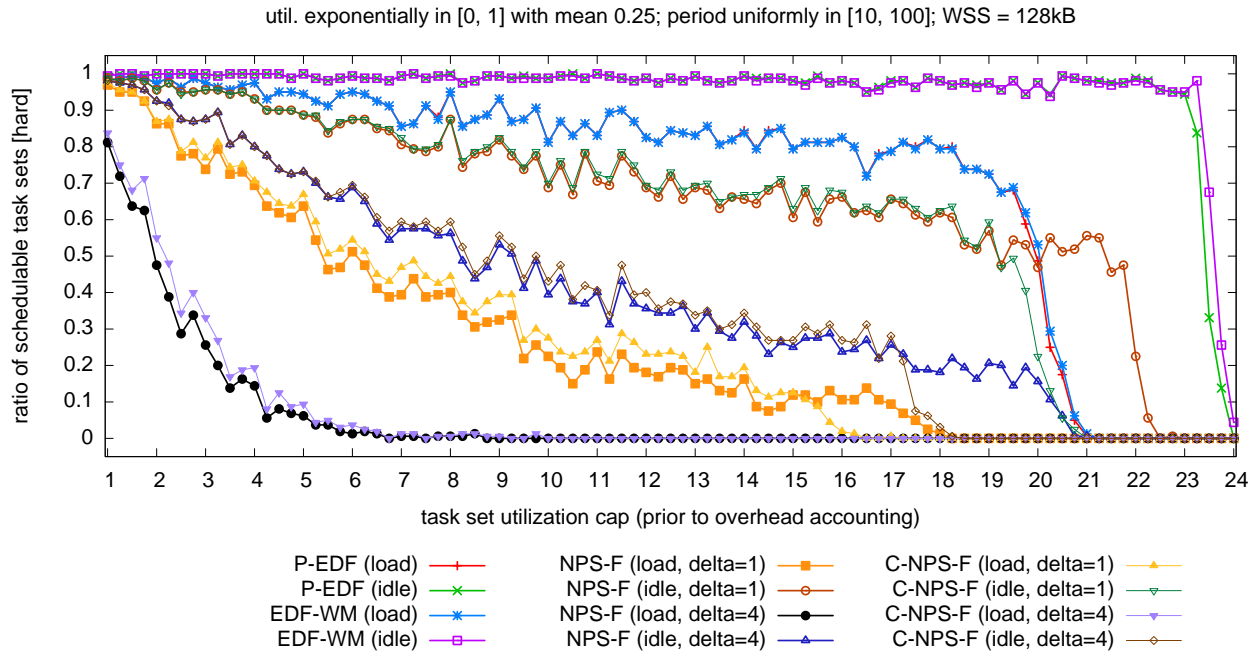 util. exponentially in [0, 1] with mean 0.25; period uniformly in [10, 100]; WSS = 128kB
ratio of schedulable task sets [hard]
1
0.9
0.8
0.7
0.6
0.5
0.4
0.3
0.2
0.1
0
1 2 3 4 5 6 7 8 9 10 11 12 13 14 15 16 17 18 19 20 21 22 23 24
task set utilization cap (prior to overhead accounting)
P-EDF (load) NPS-F (load, delta=1) C-NPS-F (load, delta=1)
P-EDF (idle) NPS-F (idle, delta=1) C-NPS-F (idle, delta=1)
EDF-WM (load) NPS-F (load, delta=4) C-NPS-F (load, delta=4)
EDF-WM (idle) NPS-F (idle, delta=4) C-NPS-F (idle, delta=4)